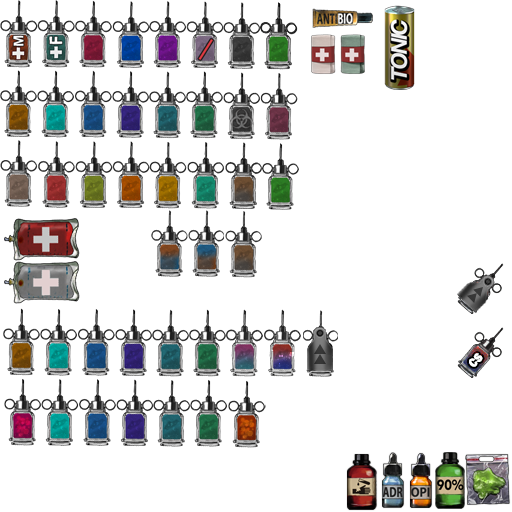 +M
+F
ANTIBIO
TONIC
ADR
OPI
90%